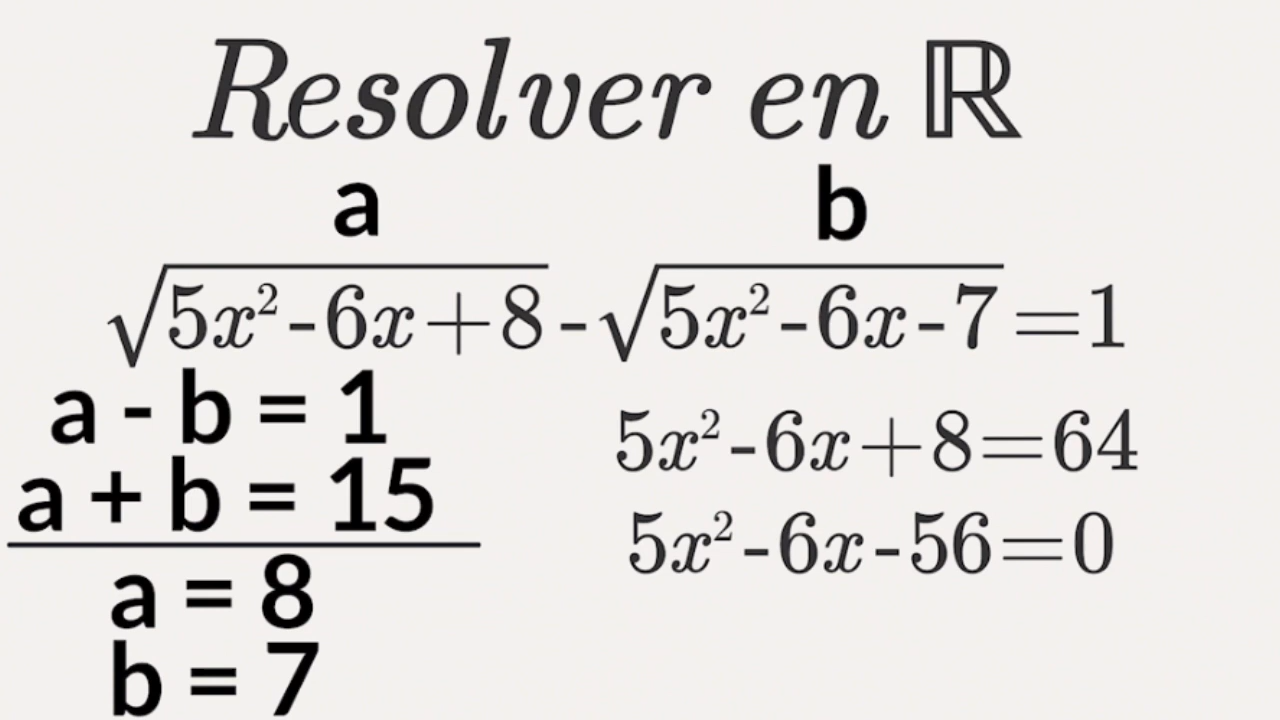 Resolver en ℝ
a b
√5x²-6x+8 - √5x²-6x-7 =1
a - b = 1
5x²-6x+8=64
a + b = 15
5x²-6x-56=0
a = 8
b = 7